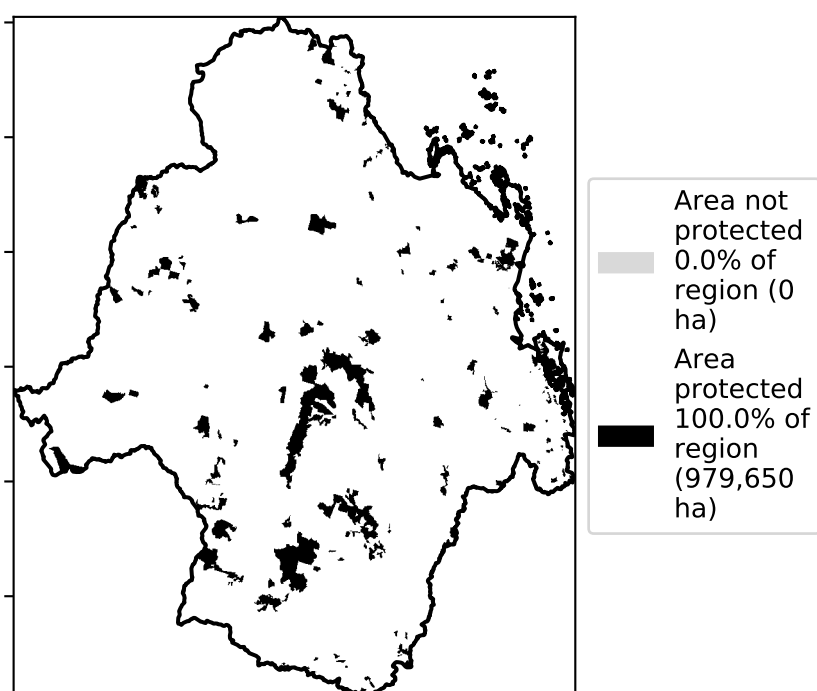 Area not
protected
0.0% of
region (0
ha)
Area
protected
100.0% of
region
(979,650
ha)